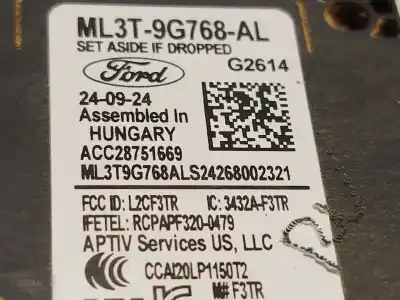 ML3T-9G768-AL
SET ASIDE IF DROPPED
Ford
G2614
24-09-24
Assembled In
HUNGARY
ACC28751669
ML3T9G768ALS24268002321
FCC ID: L2CF3TR IC: 3432A-F3TR
IFETEL: RCPAPF320-0479
APTIV Services US, LLC
CCAI20LP1150T2
M# F3TR